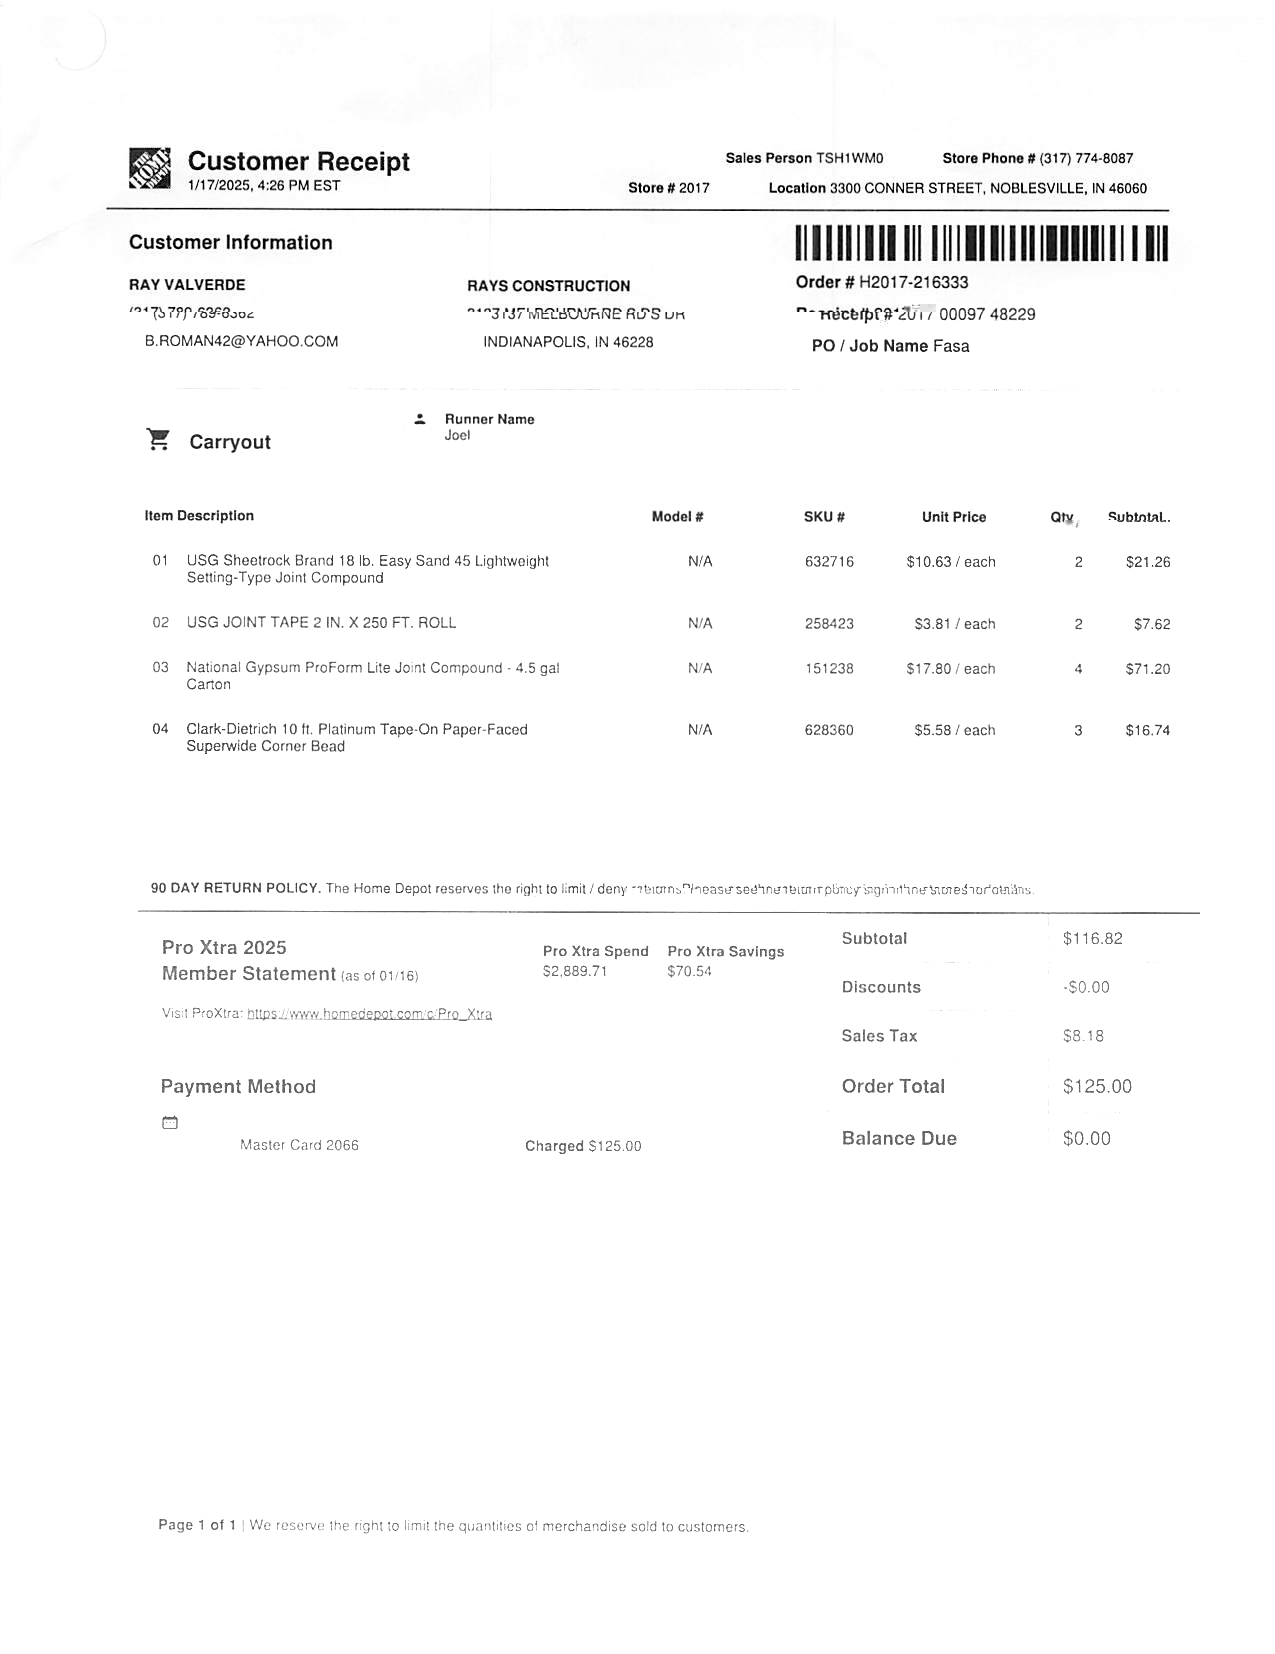 THE HOME DEPOT
Customer Receipt
1/17/2025, 4:26 PM EST
Sales Person TSH1WM0 Store Phone # (317) 774-8087
Store # 2017 Location 3300 CONNER STREET, NOBLESVILLE, IN 46060
Customer Information
RAY VALVERDE
B.ROMAN42@YAHOO.COM
RAYS CONSTRUCTION
INDIANAPOLIS, IN 46228
Order # H2017-216333
00097 48229
PO / Job Name Fasa
Carryout
Runner Name
Joel
Item Description Model # SKU # Unit Price Qty Subtotal
01 USG Sheetrock Brand 18 lb. Easy Sand 45 Lightweight N/A 632716 $10.63 / each 2 $21.26
Setting-Type Joint Compound
02 USG JOINT TAPE 2 IN. X 250 FT. ROLL N/A 258423 $3.81 / each 2 $7.62
03 National Gypsum ProForm Lite Joint Compound - 4.5 gal N/A 151238 $17.80 / each 4 $71.20
Carton
04 Clark-Dietrich 10 ft. Platinum Tape-On Paper-Faced N/A 628360 $5.58 / each 3 $16.74
Superwide Corner Bead
90 DAY RETURN POLICY. The Home Depot reserves the right to limit / deny
Pro Xtra 2025
Member Statement (as of 01/16)
Pro Xtra Spend Pro Xtra Savings
$2,889.71 $70.54
Visit ProXtra: https://www.homedepot.com/c/Pro_Xtra
Payment Method
Master Card 2066 Charged $125.00
Subtotal $116.82
Discounts -$0.00
Sales Tax $8.18
Order Total $125.00
Balance Due $0.00
Page 1 of 1 | We reserve the right to limit the quantities of merchandise sold to customers.